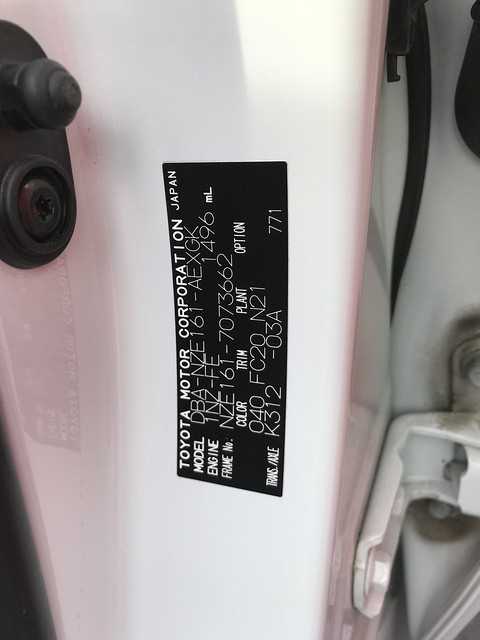 TOYOTA MOTOR CORPORATION JAPAN
MODEL DBA-NZE161-AEXGK
ENGINE 1NZ-FE 1496 mL
FRAME No. NZE161-7073662
COLOR TRIM PLANT OPTION
040 FC20 N21
TRANS./AXLE K312 -03A 771